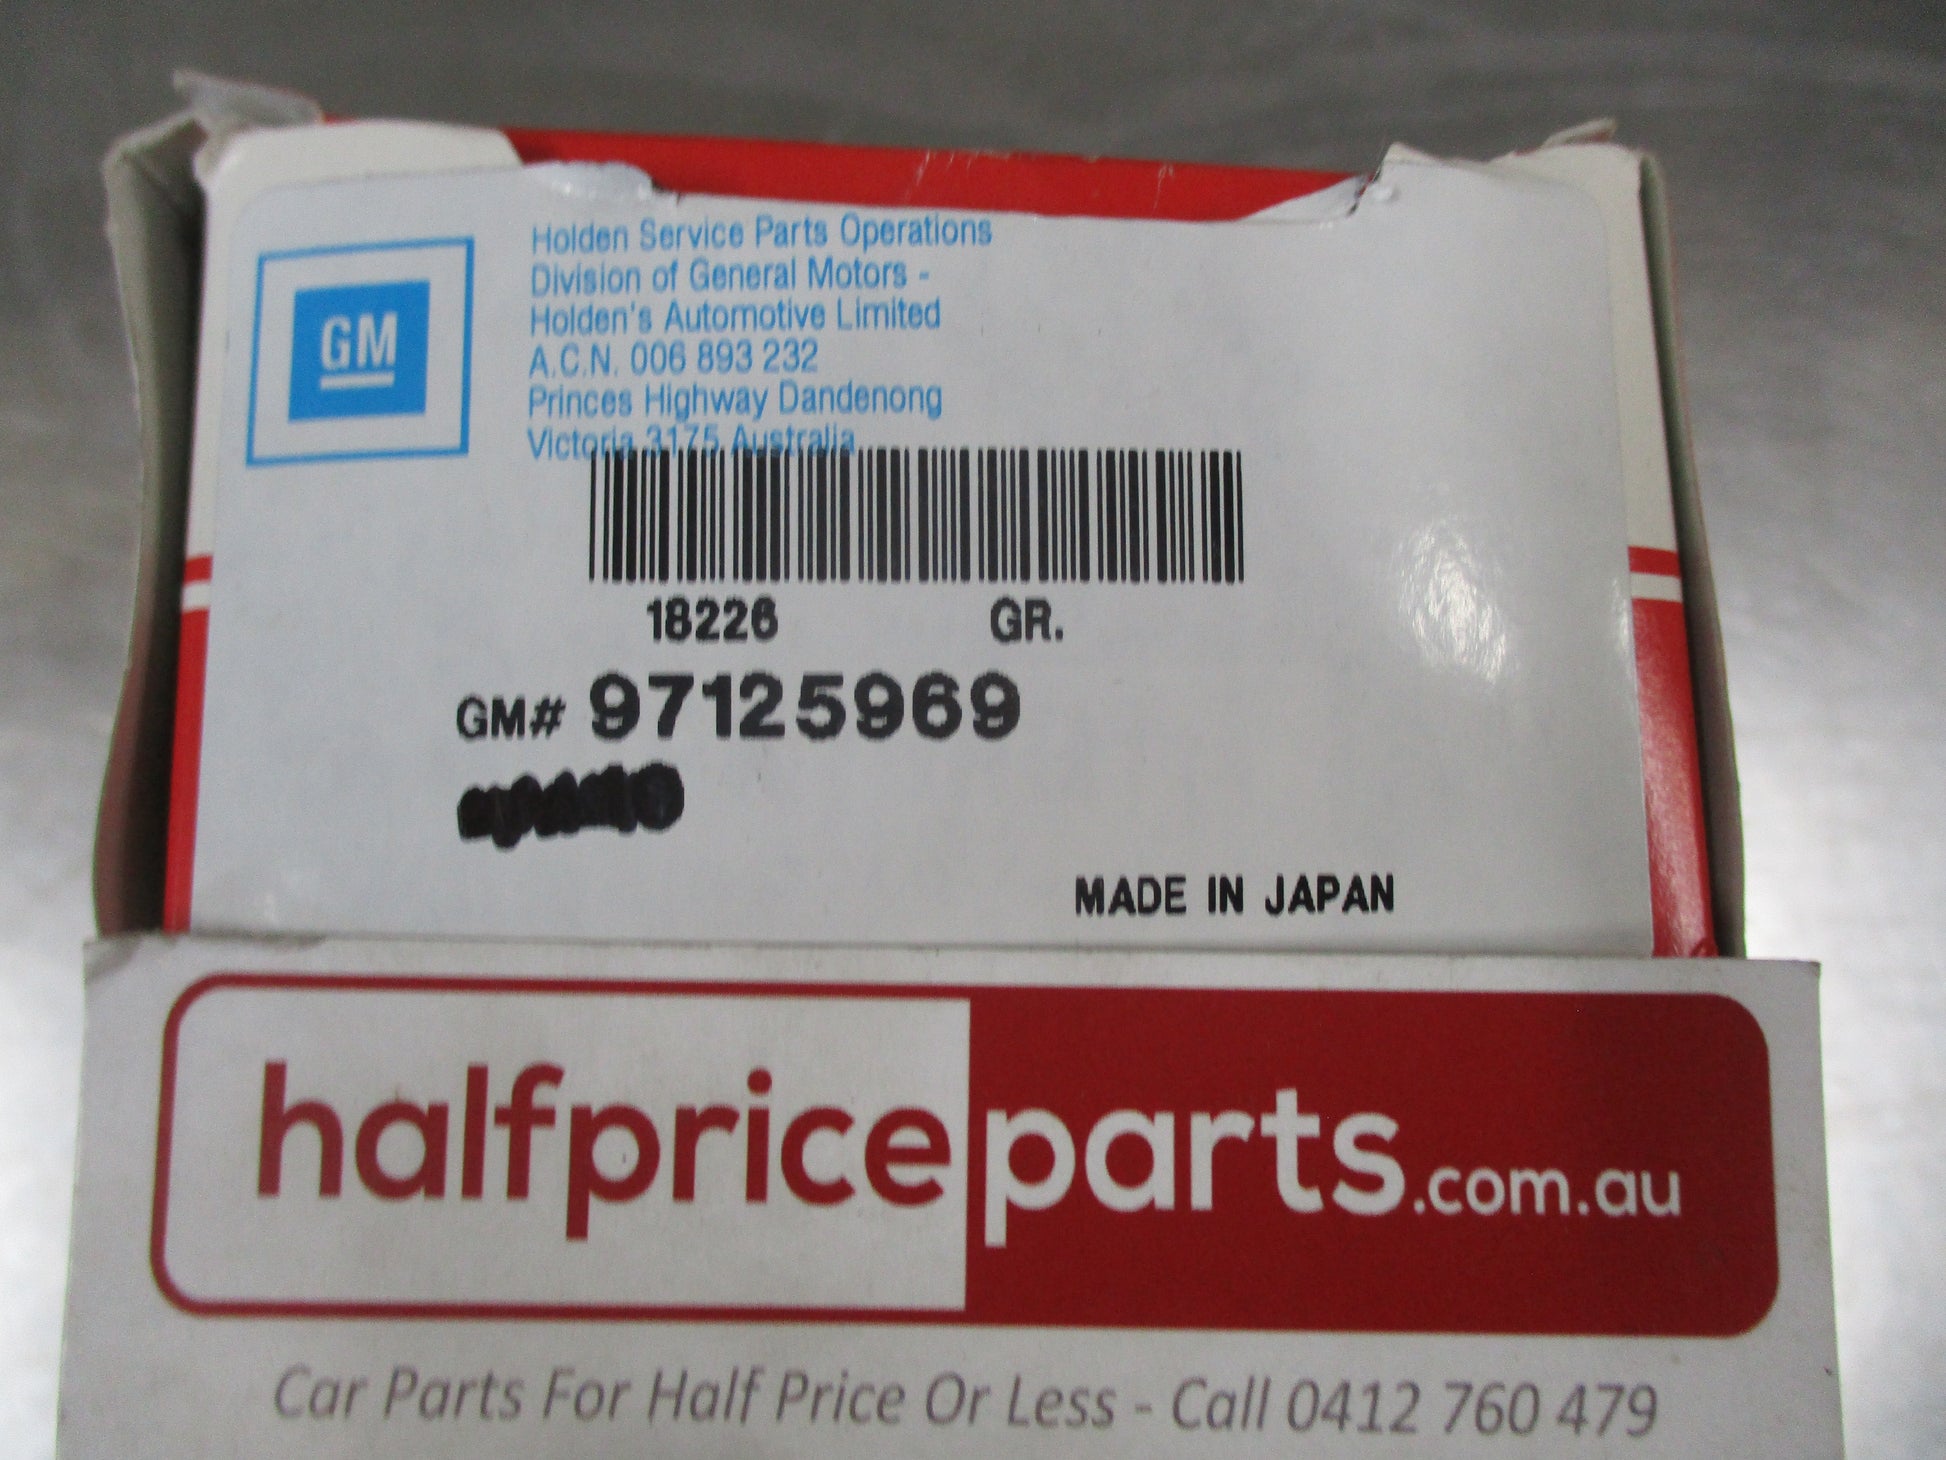 GM
Holden Service Parts Operations
Division of General Motors -
Holden's Automotive Limited
A.C.N. 006 893 232
Princes Highway Dandenong
Victoria 3175 Australia
18226 GR.
GM# 97125969
MADE IN JAPAN
halfpriceparts.com.au
Car Parts For Half Price Or Less - Call 0412 760 479